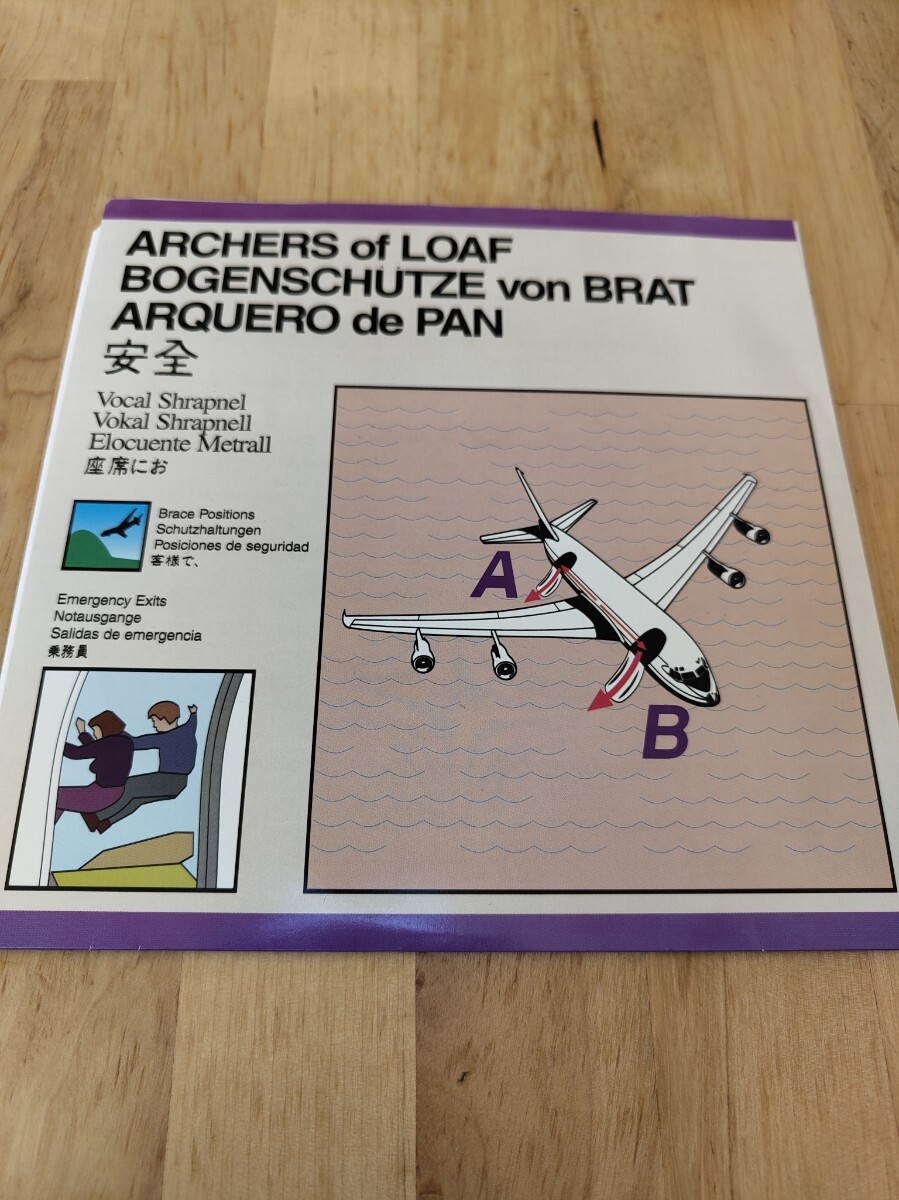 ARCHERS of LOAF
BOGENSCHÜTZE von BRAT
ARQUERO de PAN
安全
Vocal Shrapnel
Vokal Shrapnell
Elocuente Metrall
座席にお
Brace Positions
Schutzhaltungen
Posiciones de seguridad
客様で、
Emergency Exits
Notausgange
Salidas de emergencia
乗務員
A
B